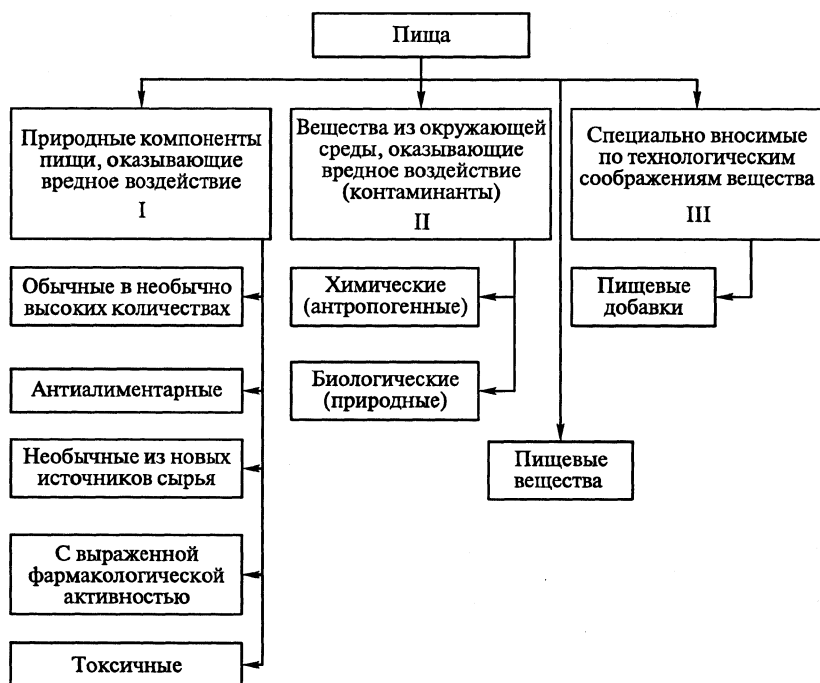 Пища
Природные компоненты
пищи, оказывающие
вредное воздействие
I
Вещества из окружающей
среды, оказывающие
вредное воздействие
(контаминанты)
II
Специально вносимые
по технологическим
соображениям вещества
III
Обычные в необычно
высоких количествах
Антиалиментарные
Необычные из новых
источников сырья
С выраженной
фармакологической
активностью
Токсичные
Химические
(антропогенные)
Биологические
(природные)
Пищевые
добавки
Пищевые
вещества